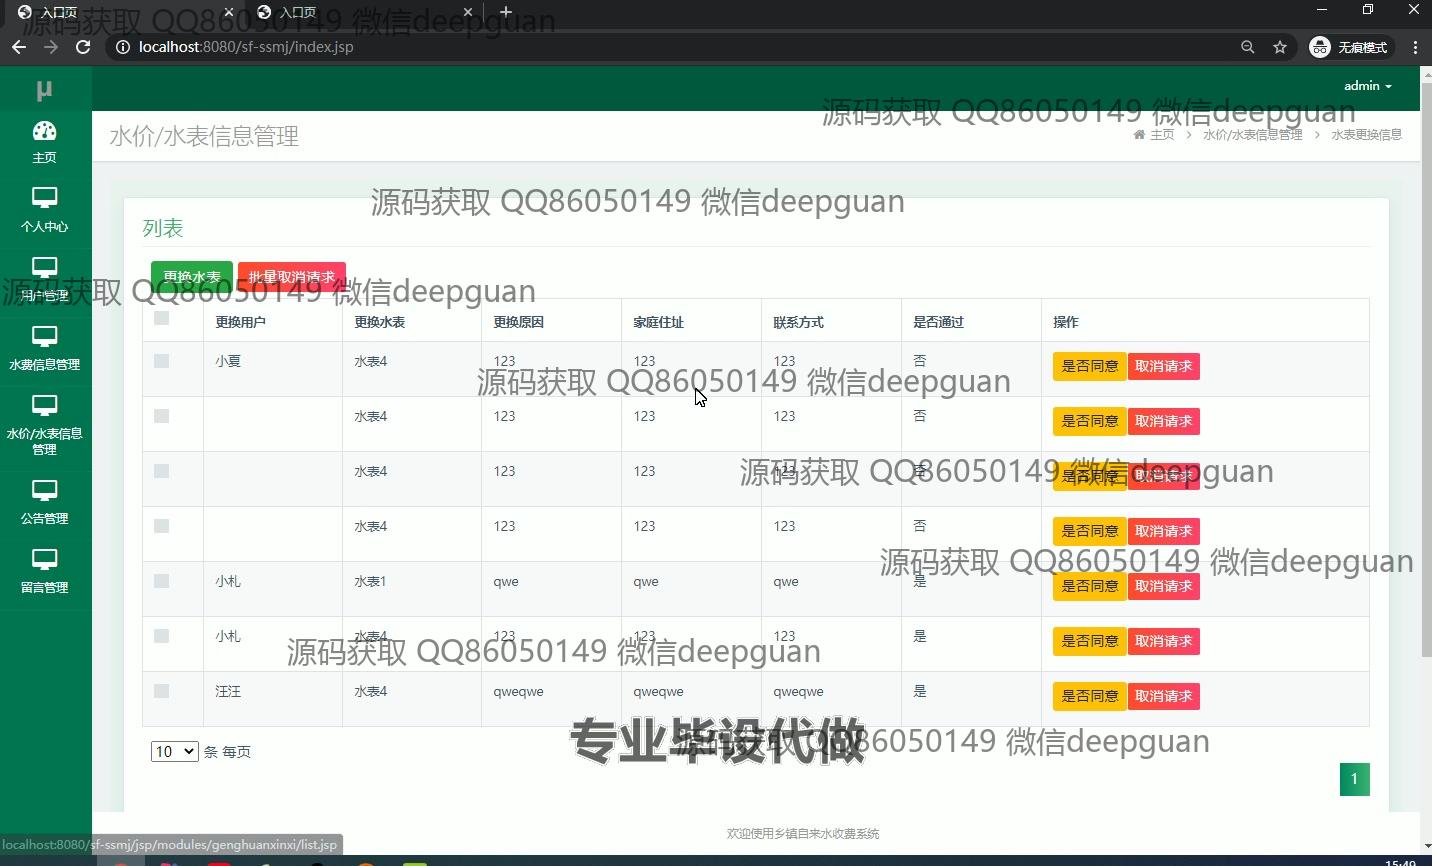 入口页
入口页
源码获取 QQ86050149 微信deepguan
localhost:8080/sf-ssmj/index.jsp
无痕模式
μ
admin
源码获取 QQ86050149 微信deepguan
水价/水表信息管理
主页 > 水价/水表信息管理 > 水表更换信息
主页
个人中心
用户管理
水费信息管理
水价/水表信息
管理
公告管理
留言管理
源码获取 QQ86050149 微信deepguan
列表
更换水表 批量取消请求
源码获取 QQ86050149 微信deepguan
更换用户 更换水表 更换原因 家庭住址 联系方式 是否通过 操作
小夏 水表4 123 123 123 否 是否同意 取消请求
源码获取 QQ86050149 微信deepguan
水表4 123 123 123 否 是否同意 取消请求
水表4 123 123 123 否 是否同意 取消请求
源码获取 QQ86050149 微信deepguan
水表4 123 123 123 否 是否同意 取消请求
源码获取 QQ86050149 微信deepguan
小札 水表1 qwe qwe qwe 是 是否同意 取消请求
小札 水表4 123 123 123 是 是否同意 取消请求
源码获取 QQ86050149 微信deepguan
汪汪 水表4 qweqwe qweqwe qweqwe 是 是否同意 取消请求
专业毕设代做
源码获取 QQ86050149 微信deepguan
10 条 每页
1
欢迎使用乡镇自来水收费系统
localhost:8080/sf-ssmj/jsp/modules/genghuanxinxi/list.jsp
15:49